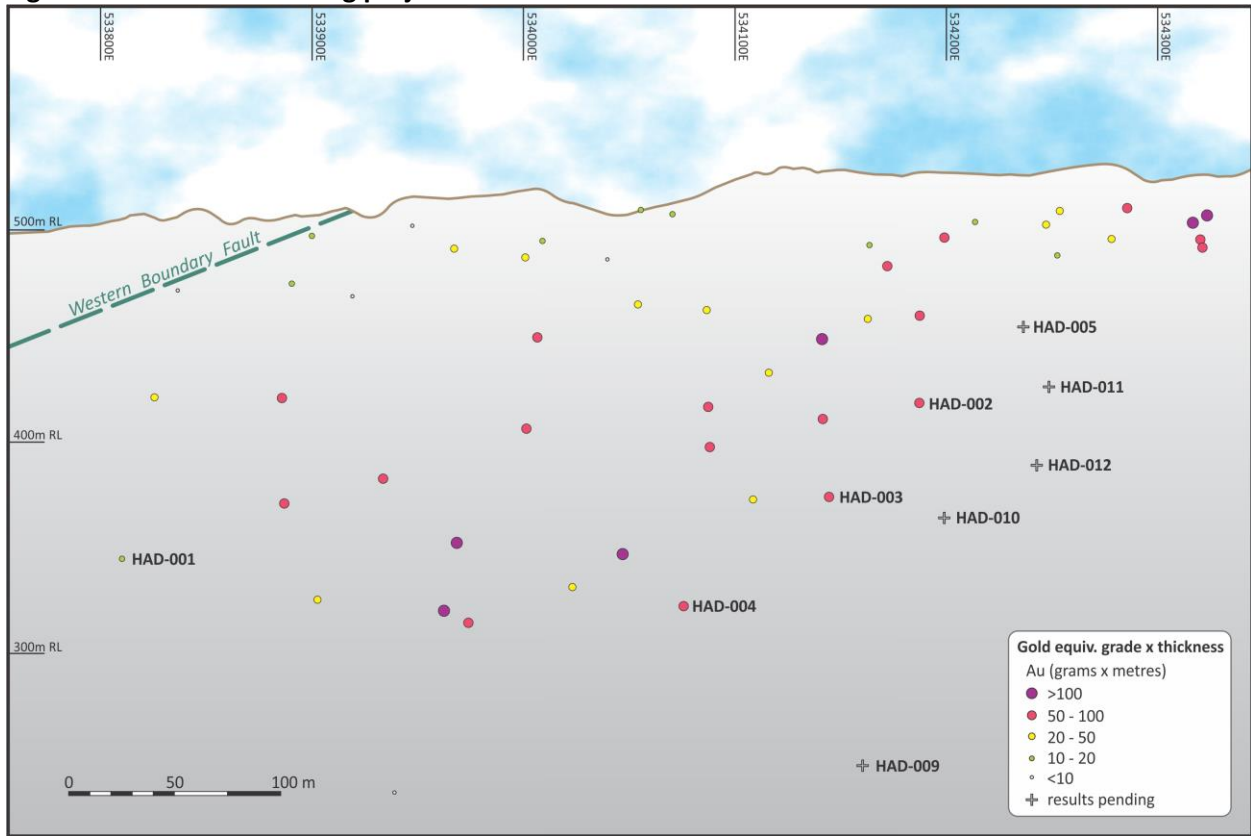 533800E
533900E
534000E
534100E
534200E
534300E
500m RL
Western Boundary Fault
HAD-005
HAD-011
HAD-002
400m RL
HAD-012
HAD-003
HAD-010
HAD-001
HAD-004
300m RL
HAD-009
0 50 100 m
Gold equiv. grade x thickness
Au (grams x metres)
>100
50 - 100
20 - 50
10 - 20
<10
results pending